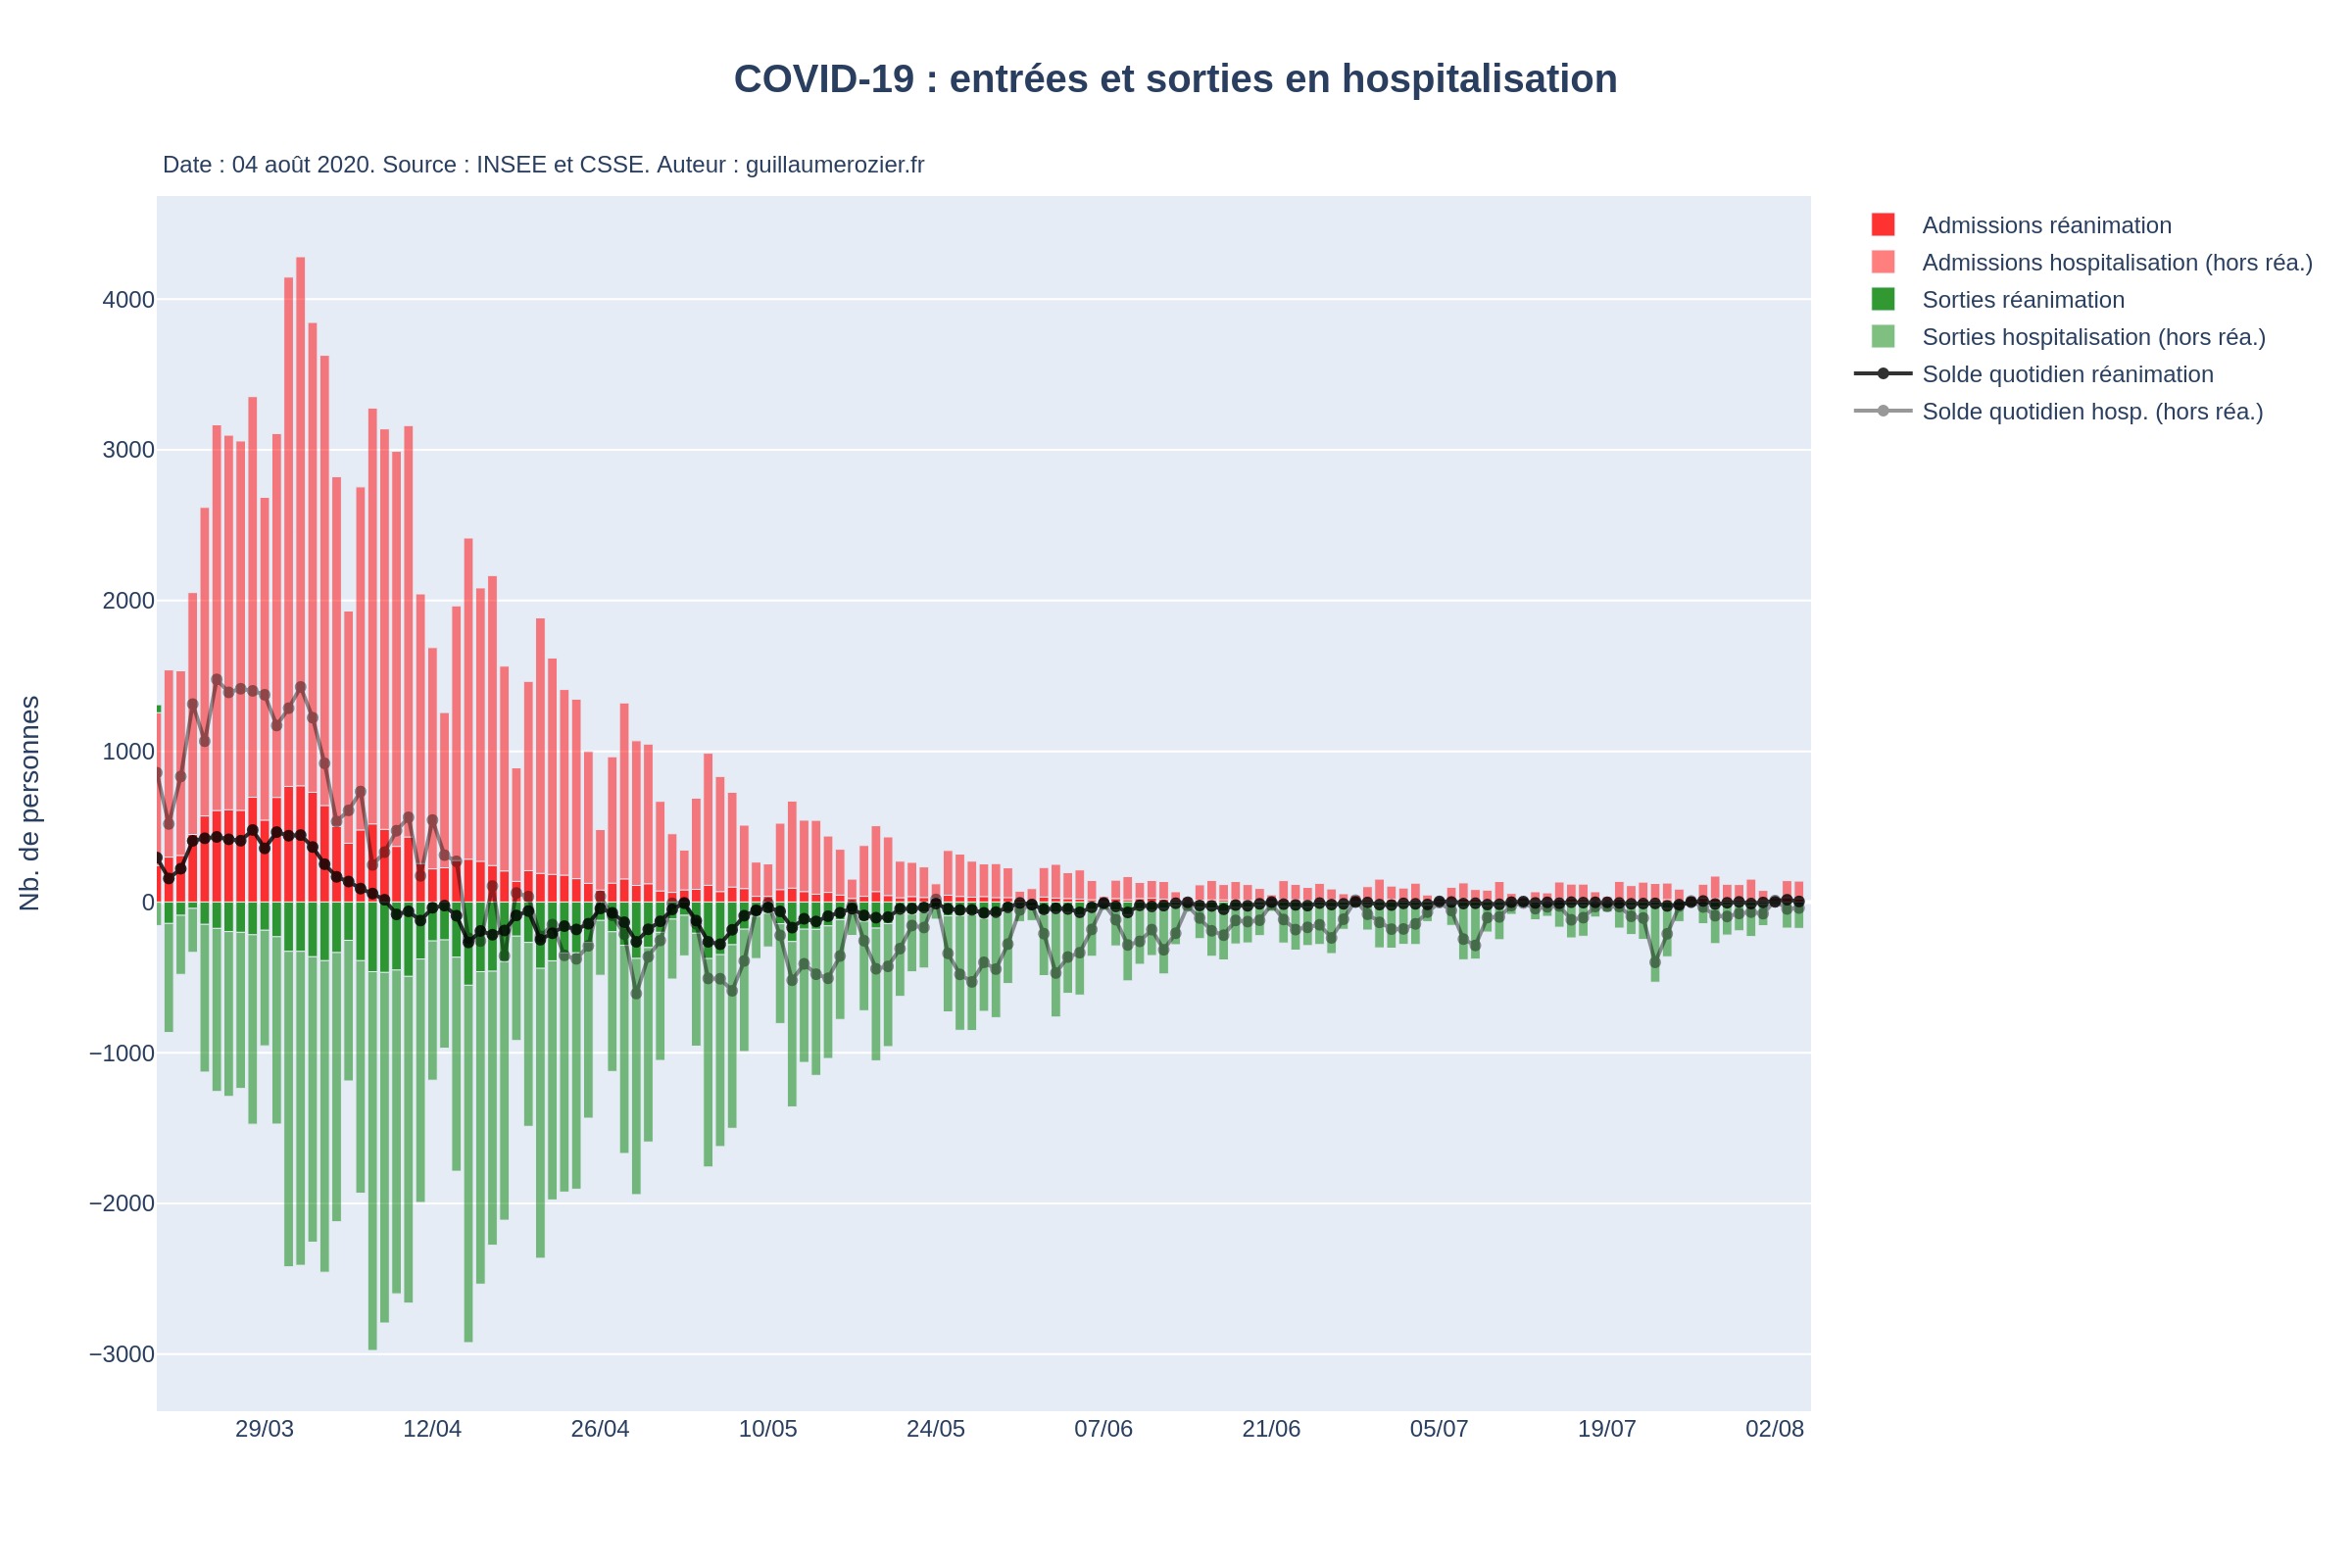 COVID-19 : entrées et sorties en hospitalisation
Date : 04 août 2020. Source : INSEE et CSSE. Auteur : guillaumerozier.fr
Admissions réanimation
Admissions hospitalisation (hors réa.)
Sorties réanimation
Sorties hospitalisation (hors réa.)
Solde quotidien réanimation
Solde quotidien hosp. (hors réa.)
Nb. de personnes
4000
3000
2000
1000
0
−1000
−2000
−3000
29/03 12/04 26/04 10/05 24/05 07/06 21/06 05/07 19/07 02/08